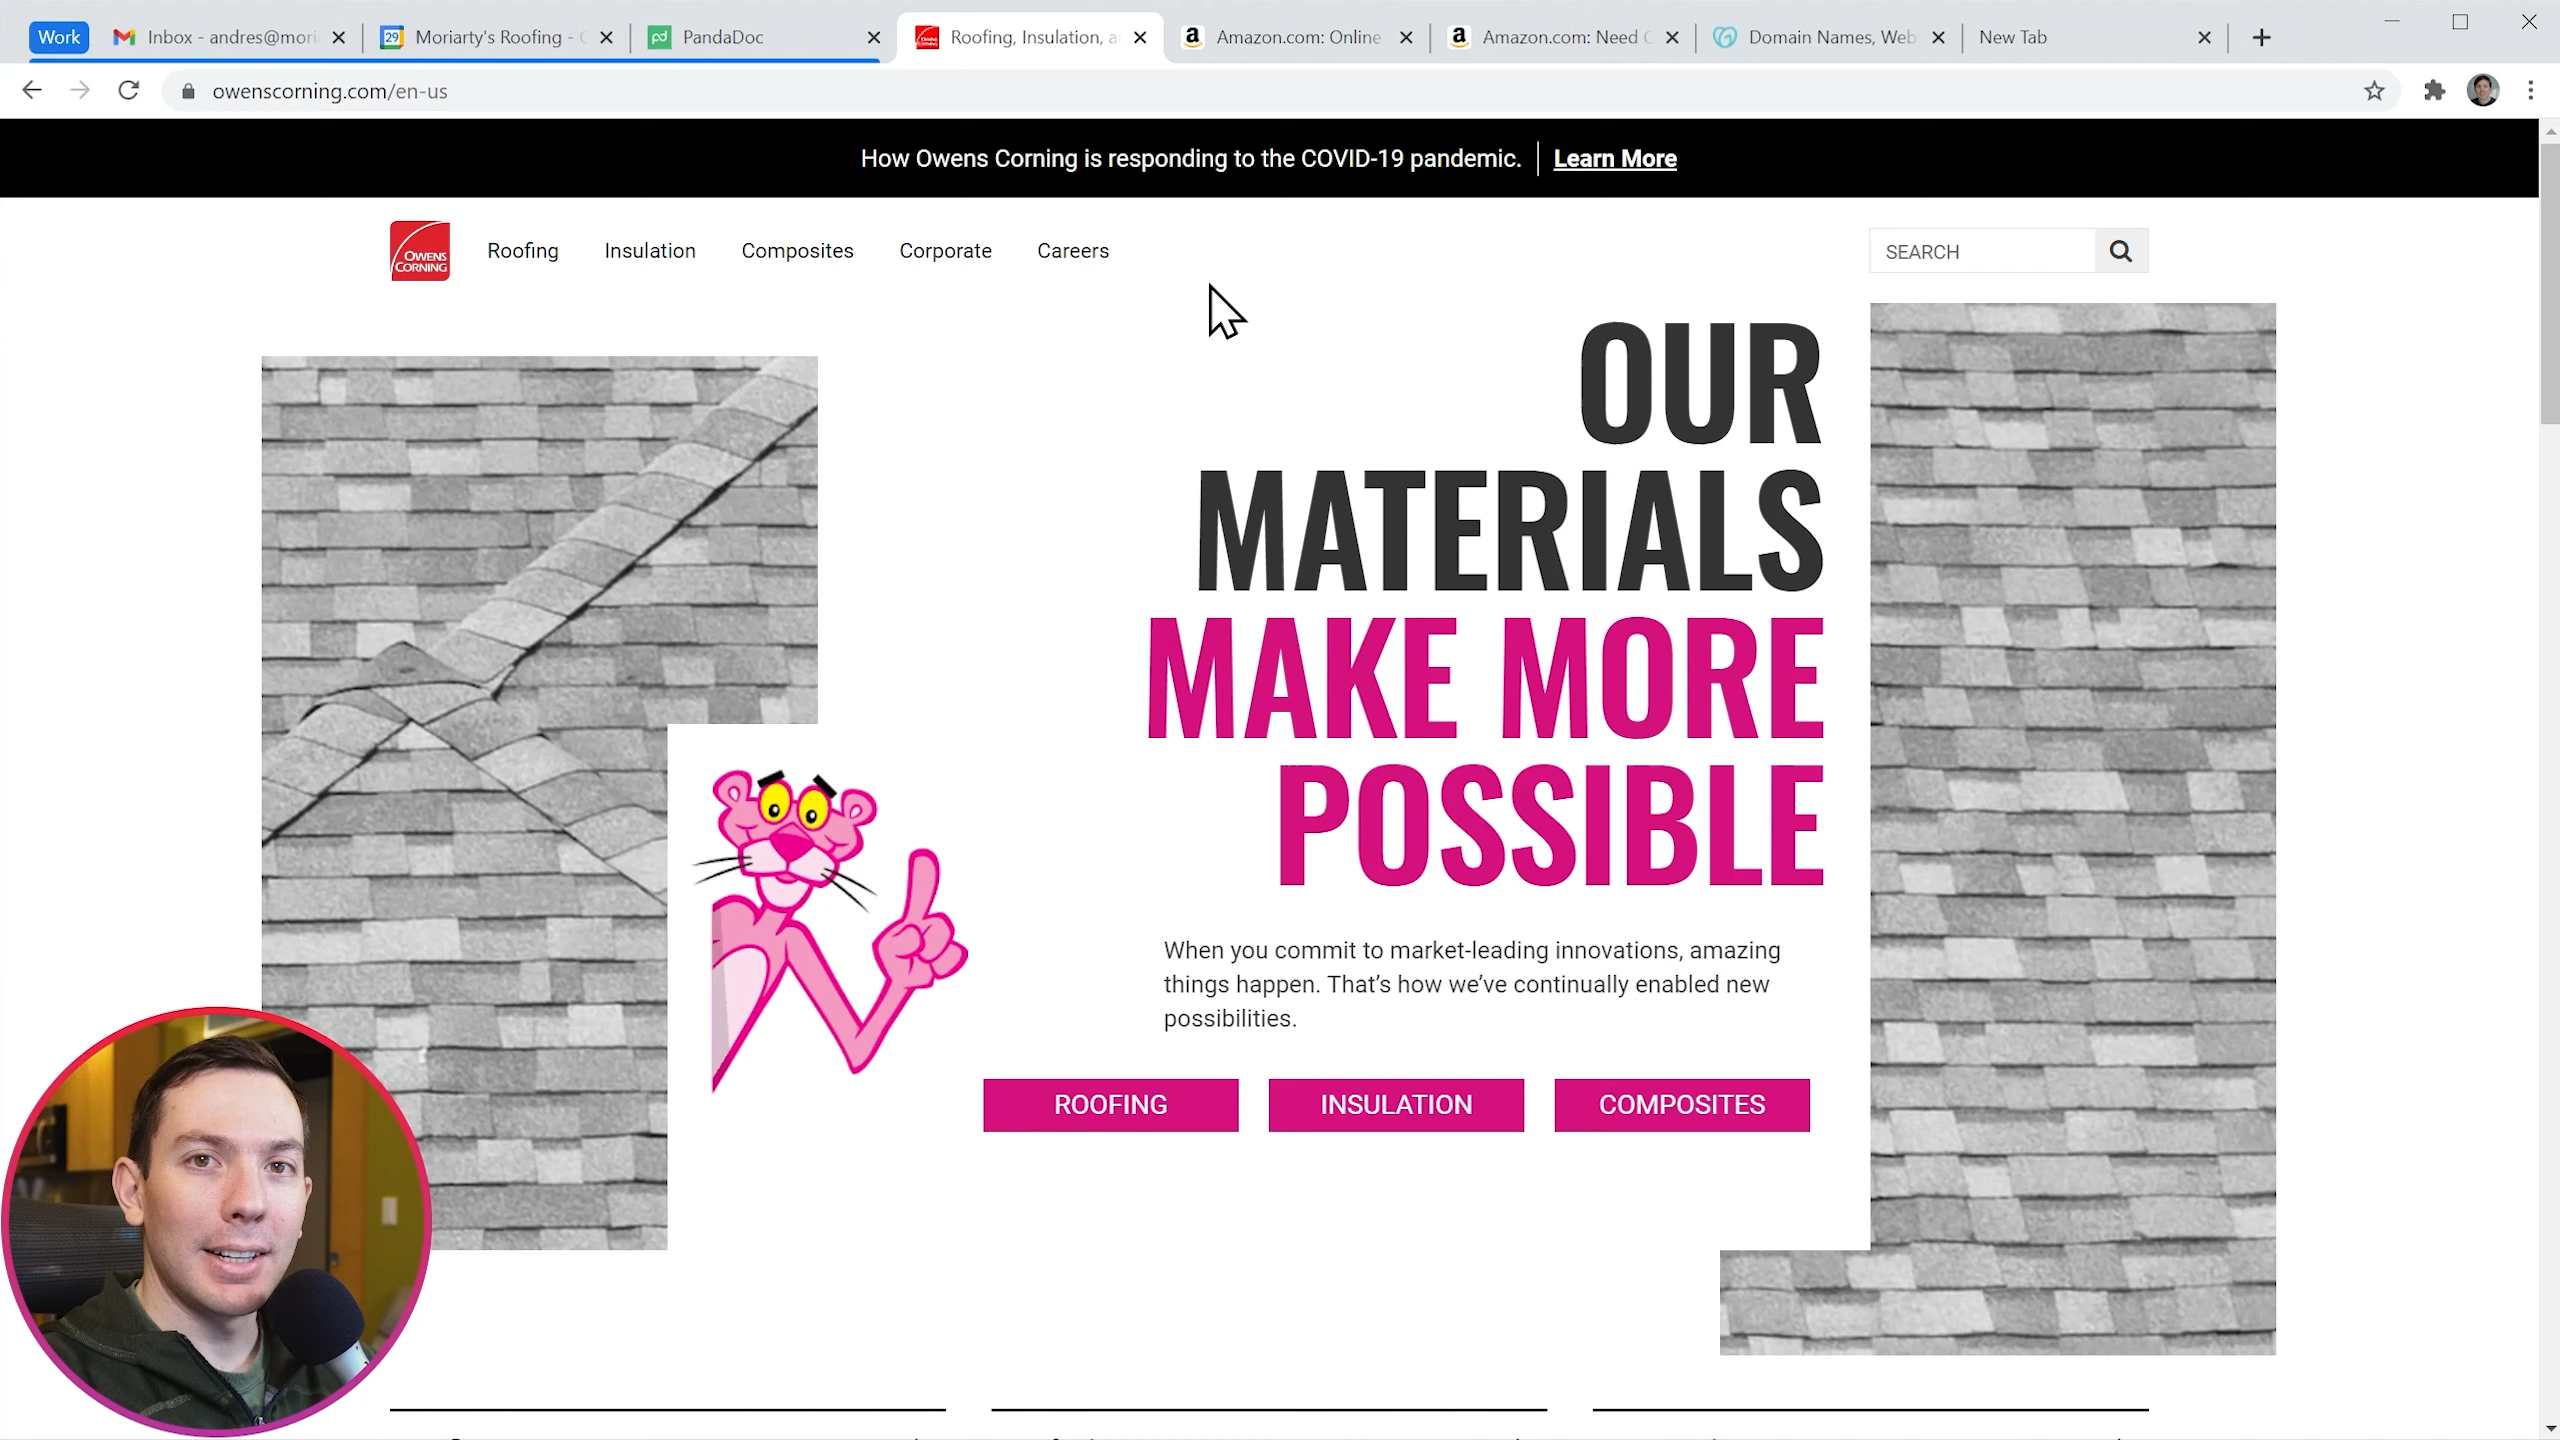 Work
Inbox - andres@mori
Moriarty's Roofing -
PandaDoc
Roofing, Insulation, a
Amazon.com: Online
Amazon.com: Need
Domain Names, Web
New Tab
29
owenscorning.com/en-us
How Owens Corning is responding to the COVID-19 pandemic.
Learn More
OWENS
CORNING
Roofing
Insulation
Composites
Corporate
Careers
SEARCH
OUR
MATERIALS
MAKE MORE
POSSIBLE
When you commit to market-leading innovations, amazing
things happen. That’s how we’ve continually enabled new
possibilities.
ROOFING
INSULATION
COMPOSITES